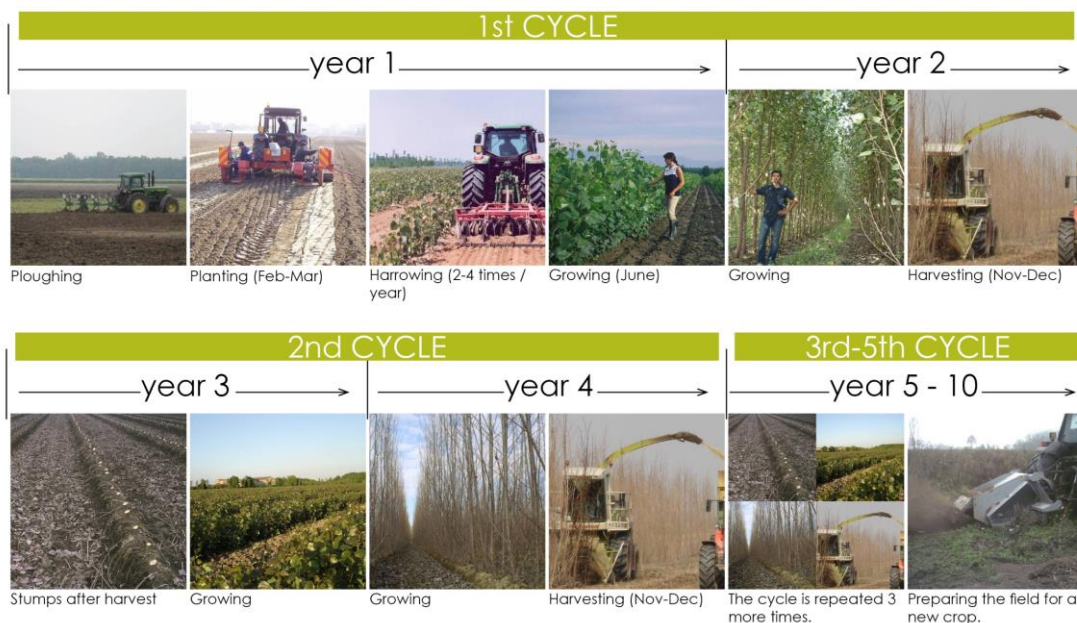 1st CYCLE
year 1
year 2
Ploughing
Planting (Feb-Mar)
Harrowing (2-4 times /
year)
Growing (June)
Growing
Harvesting (Nov-Dec)
2nd CYCLE
3rd-5th CYCLE
year 3
year 4
year 5 - 10
Stumps after harvest
Growing
Growing
Harvesting (Nov-Dec)
The cycle is repeated 3
more times.
Preparing the field for a
new crop.